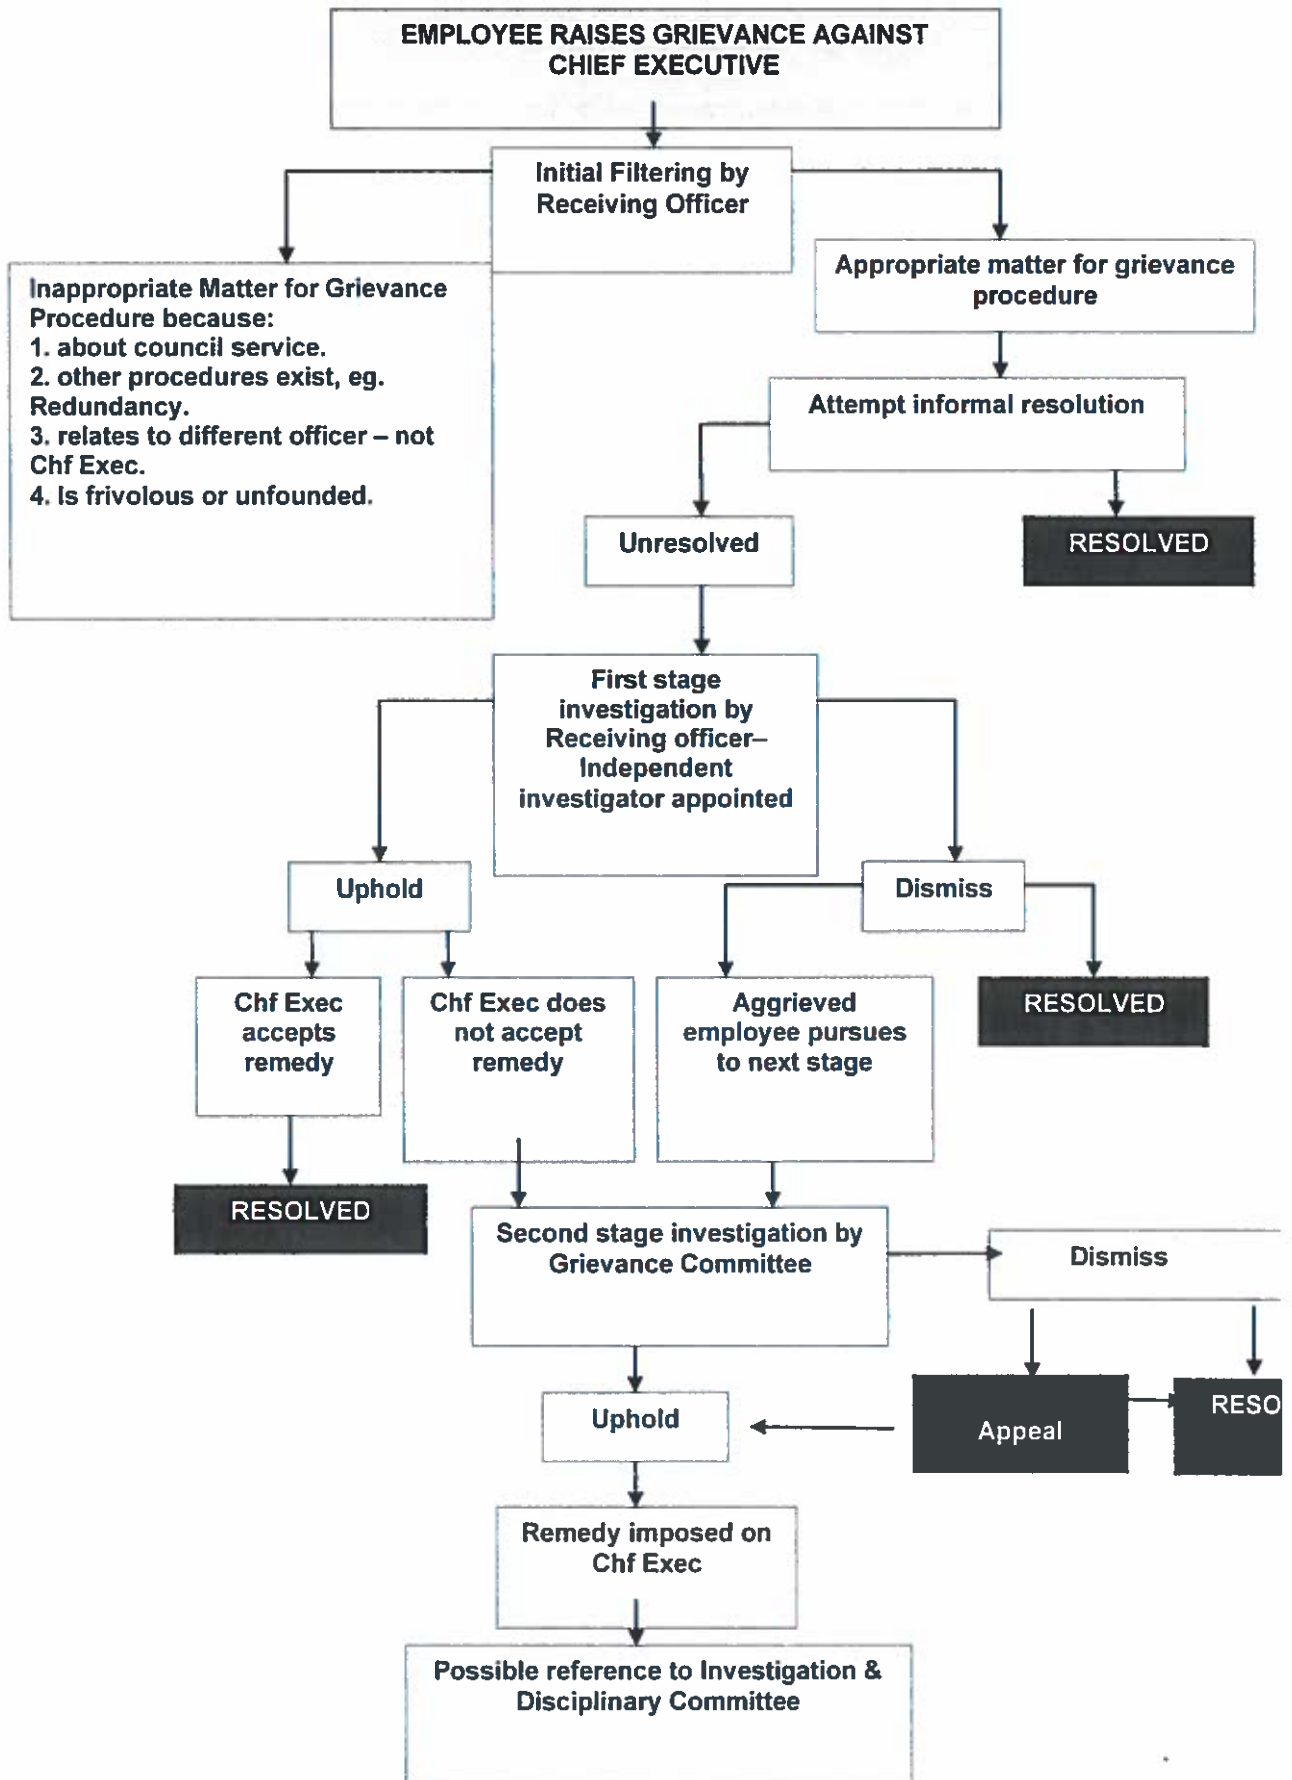 EMPLOYEE RAISES GRIEVANCE AGAINST
CHIEF EXECUTIVE
Initial Filtering by
Receiving Officer
Inappropriate Matter for Grievance
Procedure because:
1. about council service.
2. other procedures exist, eg.
Redundancy.
3. relates to different officer – not
Chf Exec.
4. Is frivolous or unfounded.
Appropriate matter for grievance
procedure
Attempt informal resolution
Unresolved
RESOLVED
First stage
investigation by
Receiving officer–
Independent
investigator appointed
Uphold
Dismiss
Chf Exec
accepts
remedy
Chf Exec does
not accept
remedy
Aggrieved
employee pursues
to next stage
RESOLVED
RESOLVED
Second stage investigation by
Grievance Committee
Dismiss
Uphold
Appeal
RESO
Remedy imposed on
Chf Exec
Possible reference to Investigation &
Disciplinary Committee